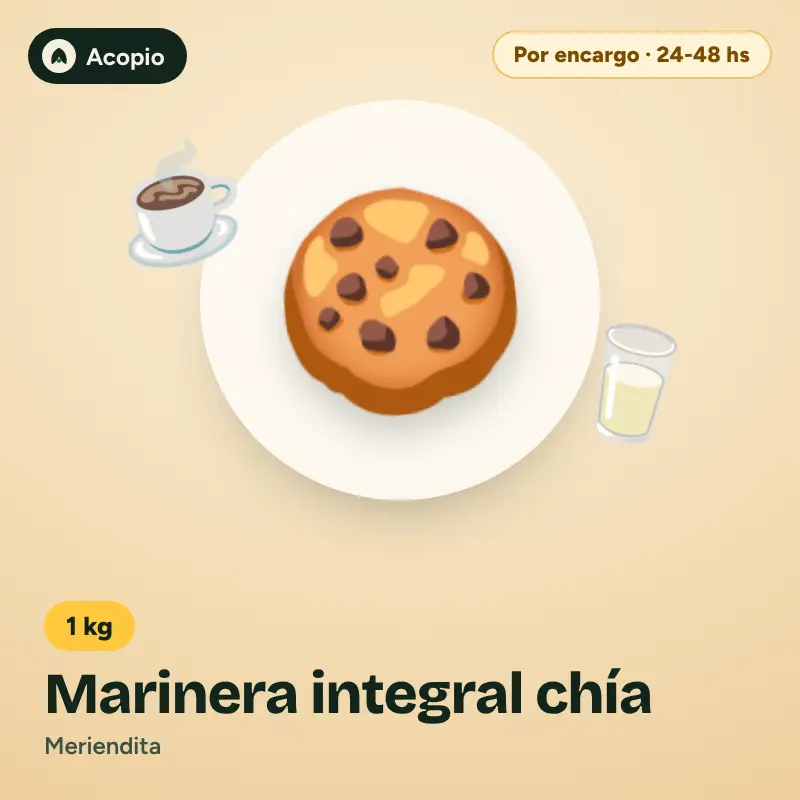 Acopio
Por encargo · 24-48 hs
1 kg
Marinera integral chía
Meriendita